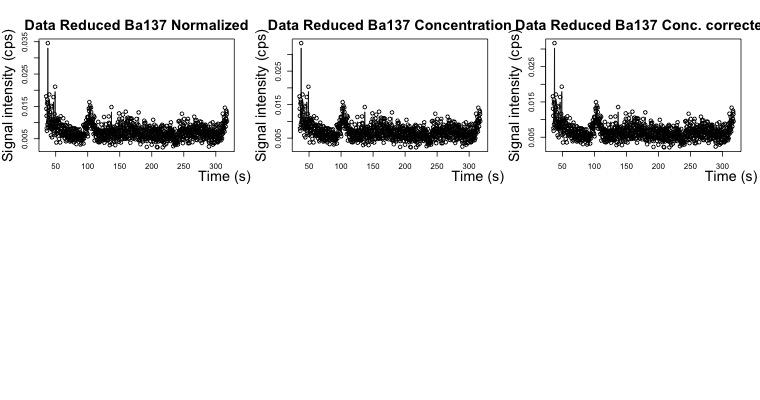 Data Reduced Ba137 Normalized
Signal intensity (cps)
0.005 0.015 0.025 0.035
50 100 150 200 250 300
Time (s)
Data Reduced Ba137 Concentration
Signal intensity (cps)
0.005 0.015 0.025
50 100 150 200 250 300
Time (s)
Data Reduced Ba137 Conc. correcte
Signal intensity (cps)
0.005 0.015 0.025
50 100 150 200 250 300
Time (s)